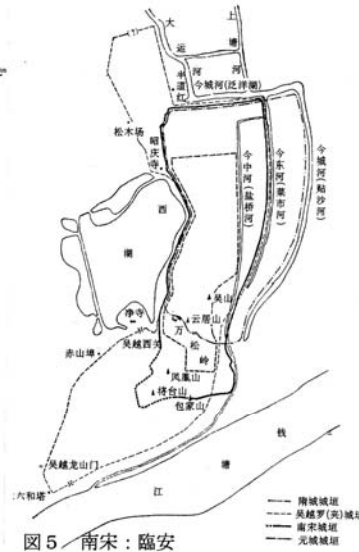 大运河
上塘河
半道红
今城河(泛洋湖)
(?)
松木场
昭庆寺
西湖
今中河(盐桥河)
今东河(菜市河)
今城河(贴沙河)
吴山
云居山
万松岭
净寺
吴越西关
赤山埠
凤凰山
将台山
包家山
吴越龙山门
六和塔
钱塘江
隋城城垣
吴越罗(夹)城垣
南宋城垣
元城城垣
図5 南宋：臨安